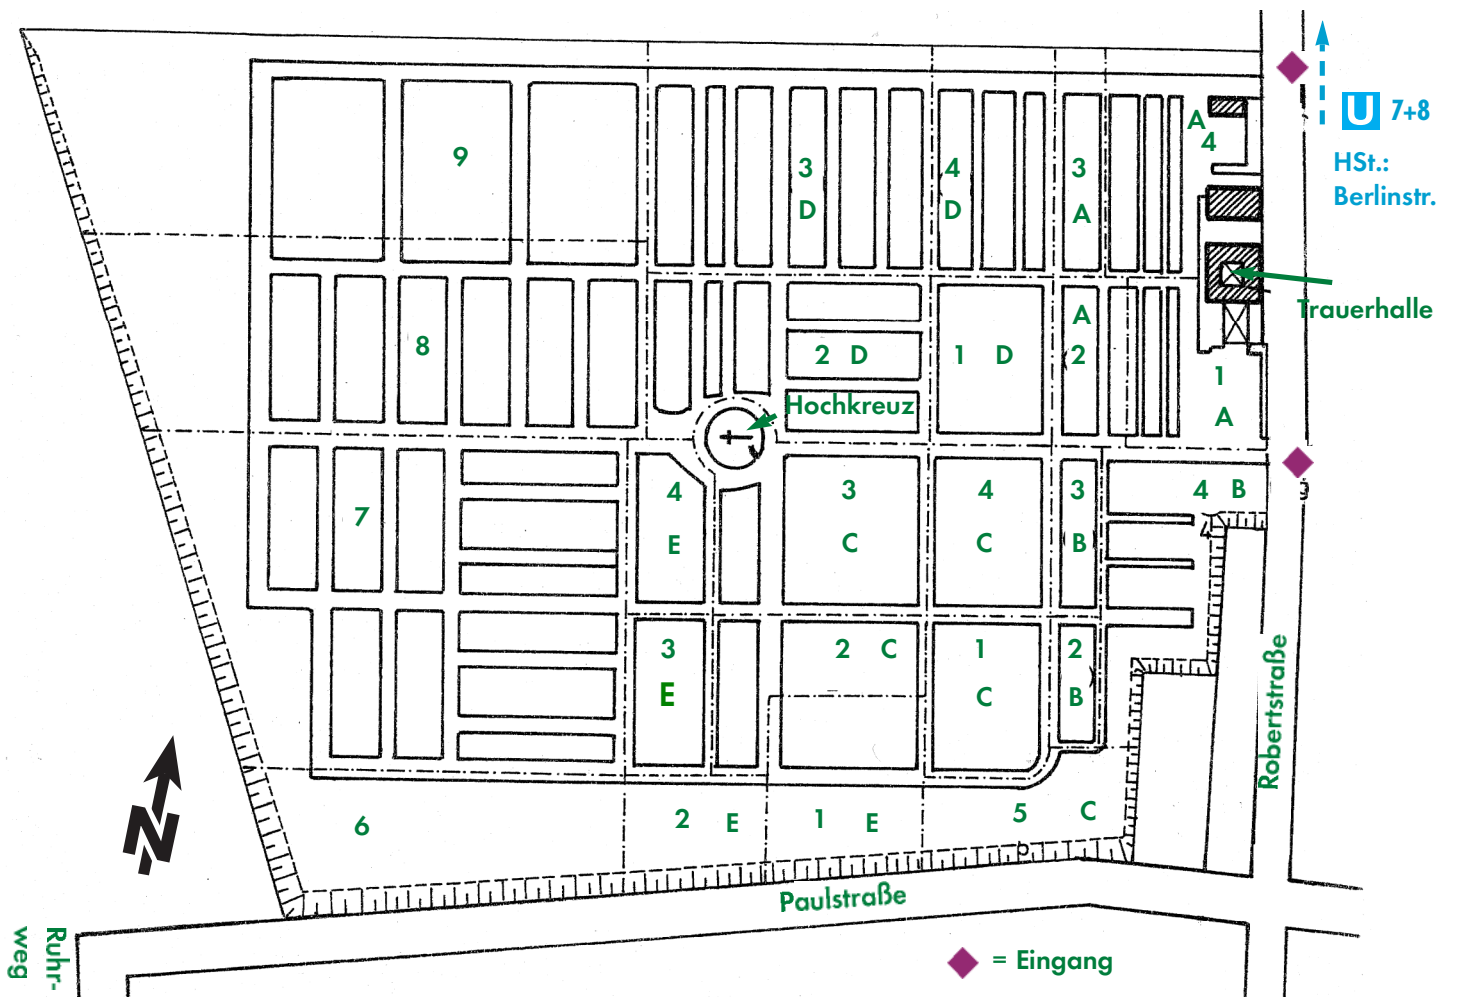 U 7+8
HSt.:
Berlinstr.
A
4
9
3
D
4
D
3
A
Trauerhalle
8
2 D
1 D
A
2
1
A
Hochkreuz
7
4
E
3
C
4
C
3
B
4 B
3
E
2 C
1
C
2
B
Robertstraße
6
2 E
1 E
5 C
N
Paulstraße
Ruhr-
weg
= Eingang